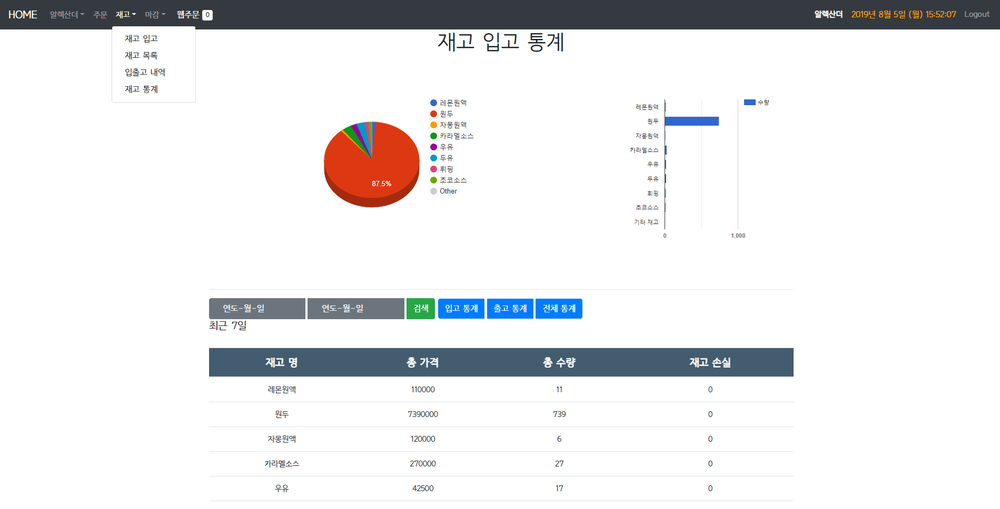 HOME 알렉산더 주문 재고 마감 웹주문 0 알렉산더 2019년 8월 5일 (월) 15:52:07 Logout
재고 입고
재고 목록
입출고 내역
재고 통계
재고 입고 통계
레몬원액
원두
자몽원액
카라멜소스
우유
두유
휘핑
초코소스
Other
87.5%
수량
레몬원액
원두
자몽원액
카라멜소스
우유
두유
휘핑
초코소스
기타 재고
0 1,000
연도-월-일 연도-월-일 검색 입고 통계 출고 통계 전체 통계
최근 7일
재고 명 총 가격 총 수량 재고 손실
레몬원액 110000 11 0
원두 7390000 739 0
자몽원액 120000 6 0
카라멜소스 270000 27 0
우유 42500 17 0